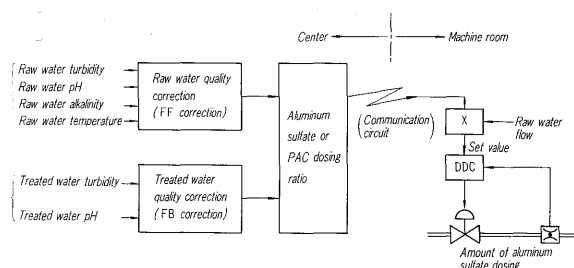 Center
Machine room
Raw water turbidity
Raw water pH
Raw water alkalinity
Raw water temperature
Raw water quality
correction
(FF correction)
Aluminum
sulfate or
PAC dosing
ratio
(Communication
circuit)
X
Raw water
flow
Set value
DDC
Treated water turbidity
Treated water pH
Treated water
quality correction
(FB correction)
Amount of aluminum
sulfate dosing